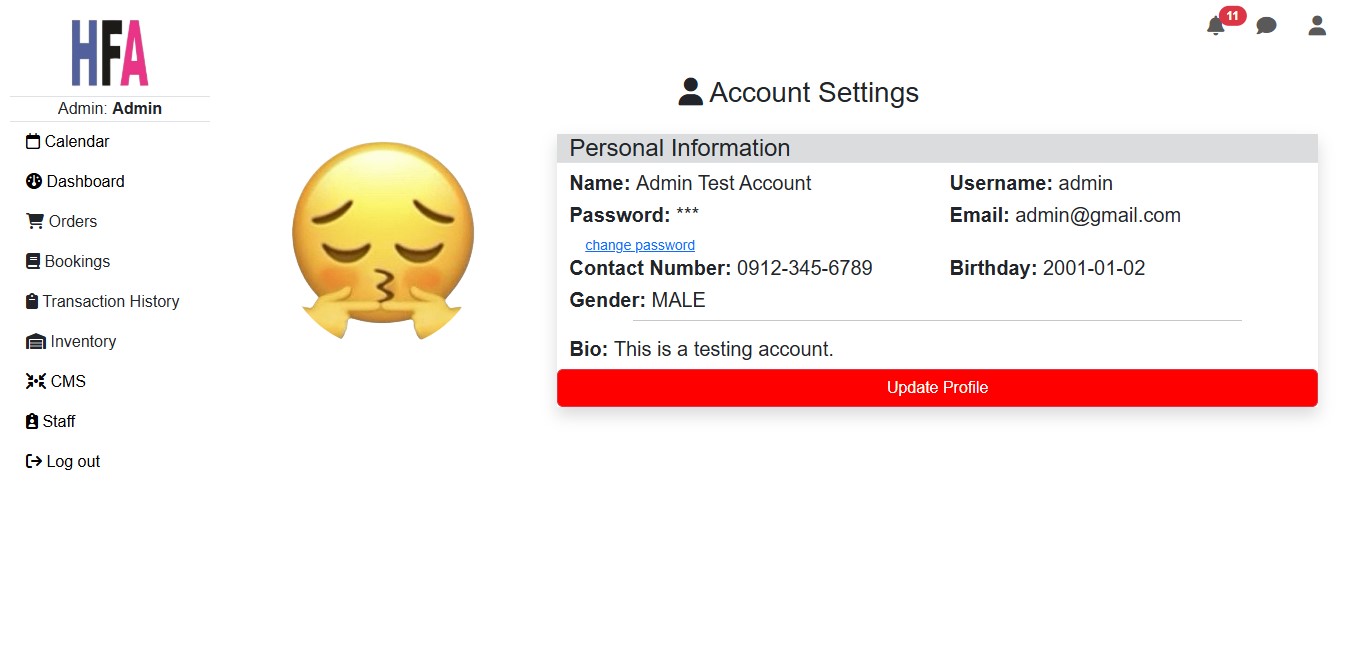 HFA
11
Admin: Admin
Calendar
Dashboard
Orders
Bookings
Transaction History
Inventory
CMS
Staff
Log out
Account Settings
Personal Information
Name: Admin Test Account
Username: admin
Password: ***
Email: admin@gmail.com
change password
Contact Number: 0912-345-6789
Birthday: 2001-01-02
Gender: MALE
Bio: This is a testing account.
Update Profile